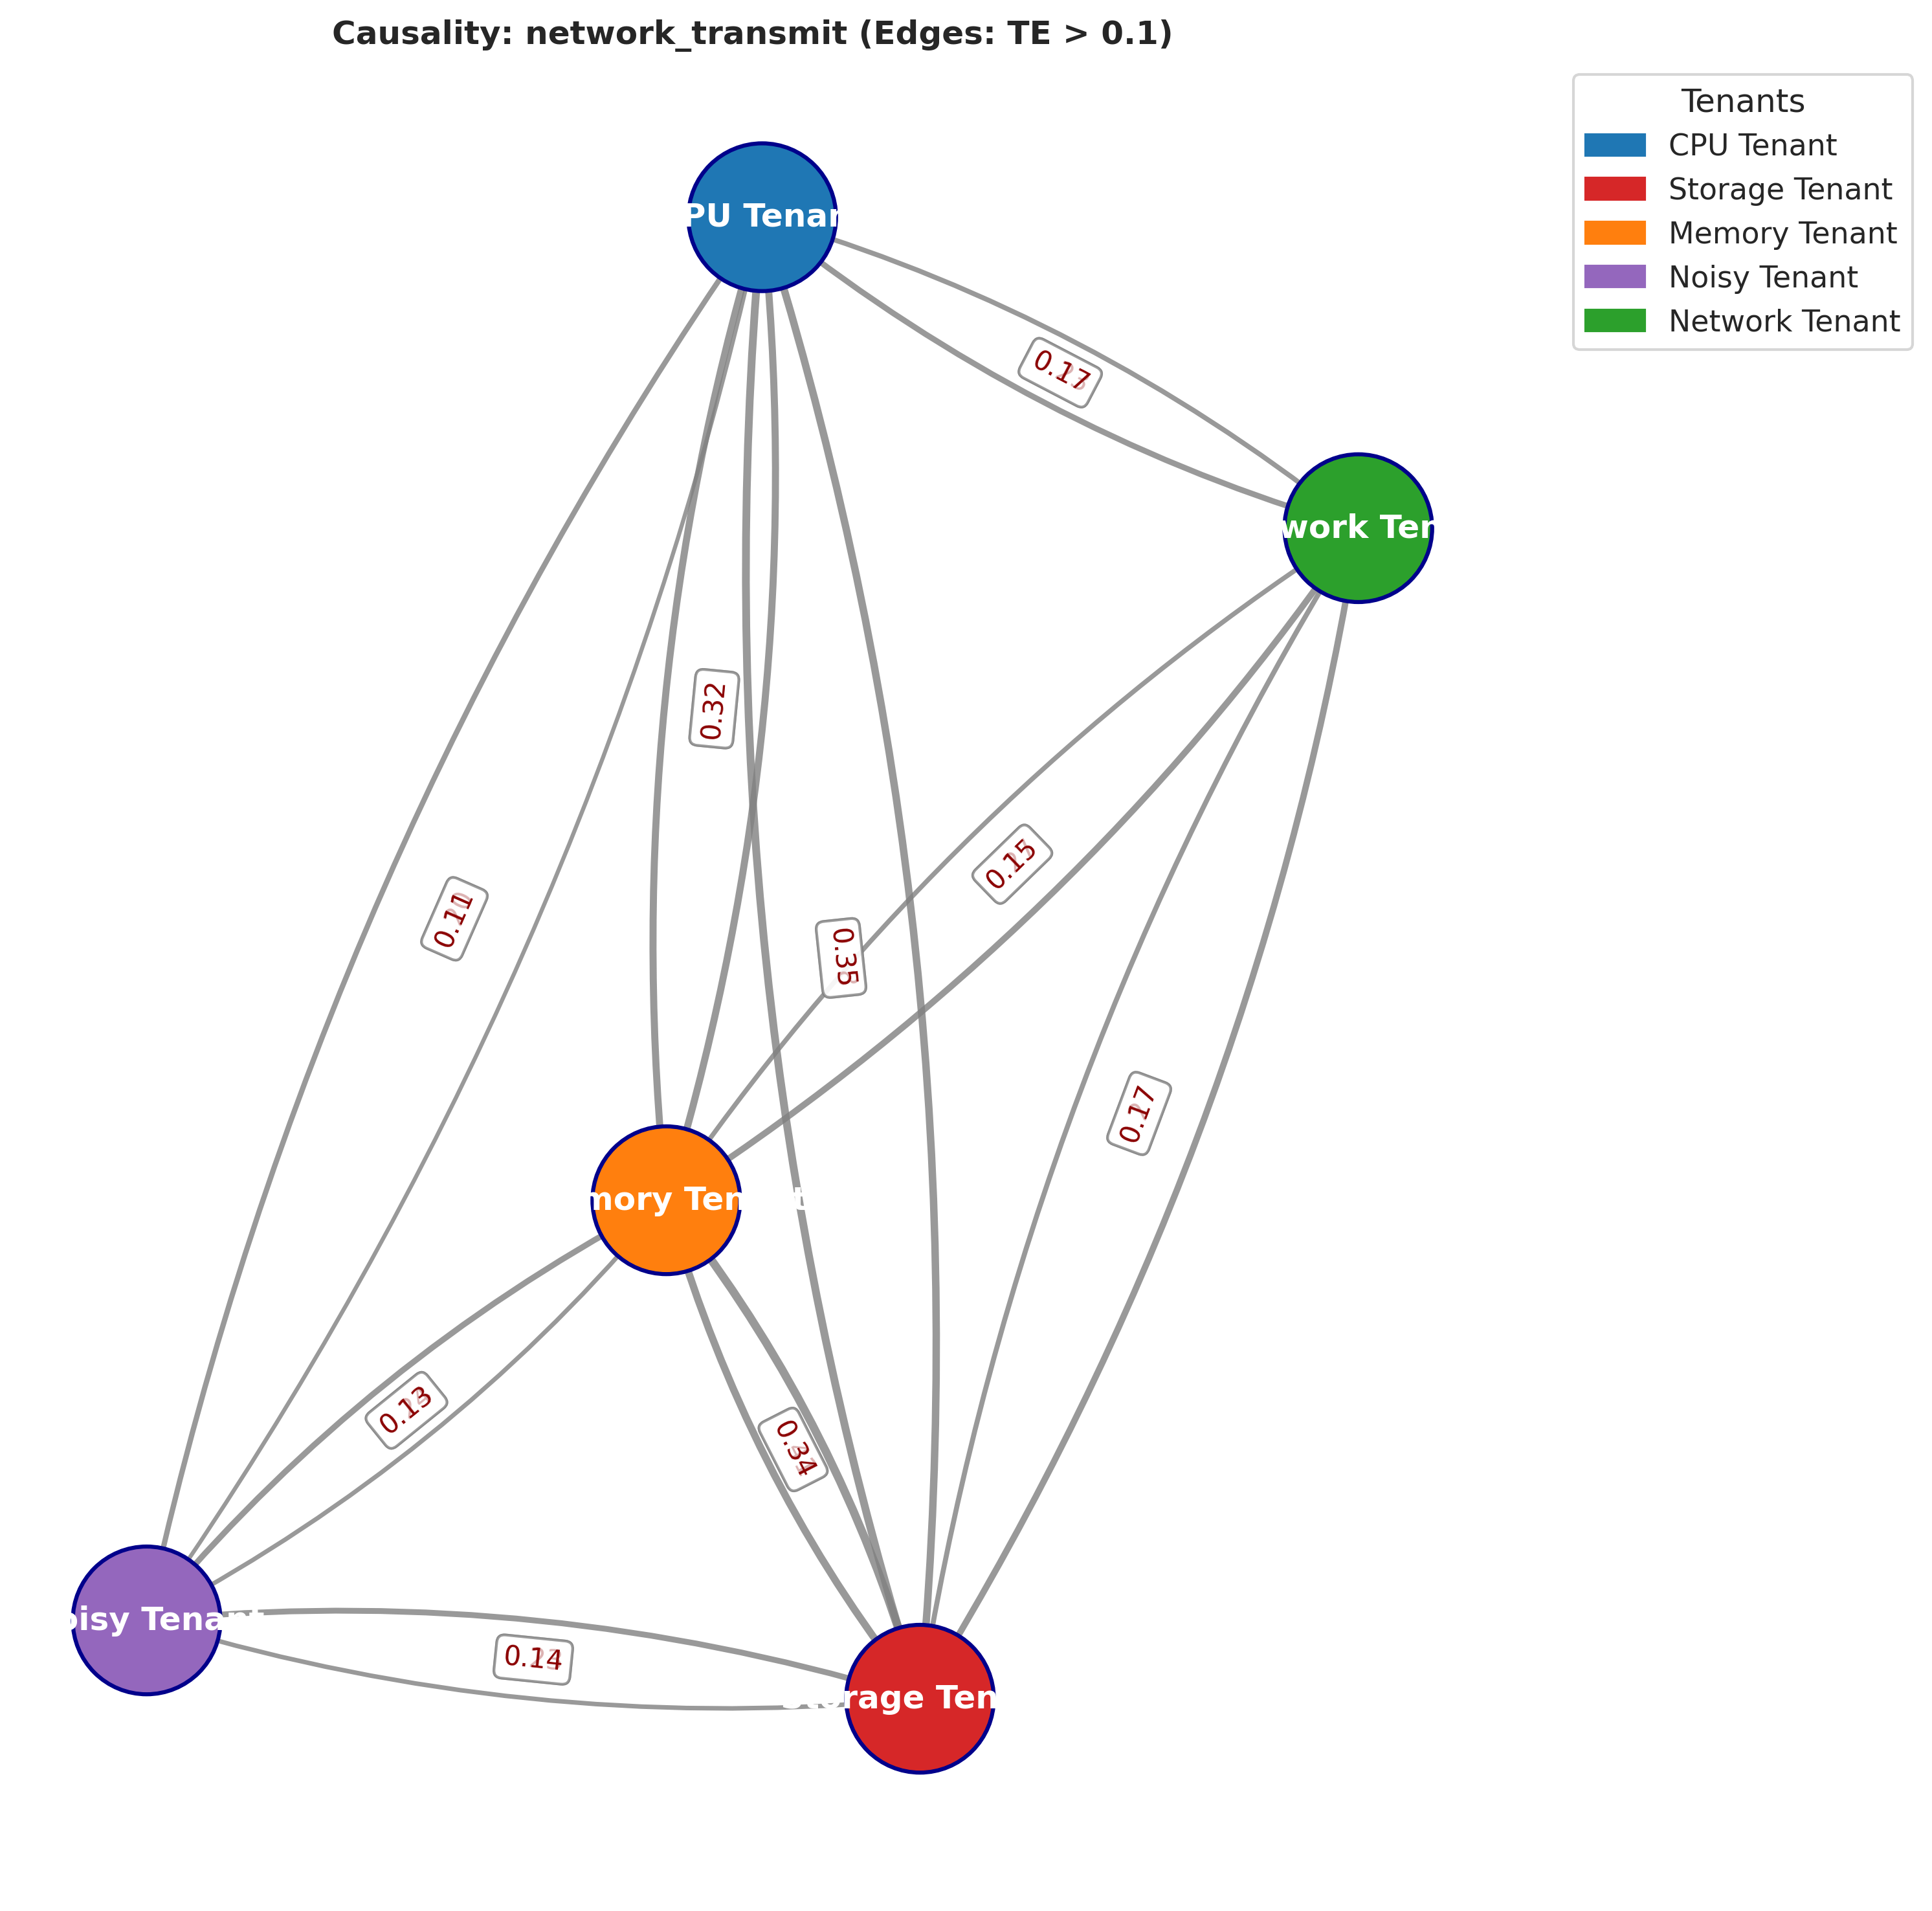 Causality: network_transmit (Edges: TE > 0.1)
Tenants
CPU Tenant
Storage Tenant
Memory Tenant
Noisy Tenant
Network Tenant
PU Tenan
0.17
work Ten
0.32
0.15
0.11
0.35
0.17
mory Tenant
0.13
0.34
oisy Tenant
0.14
Storage Ten